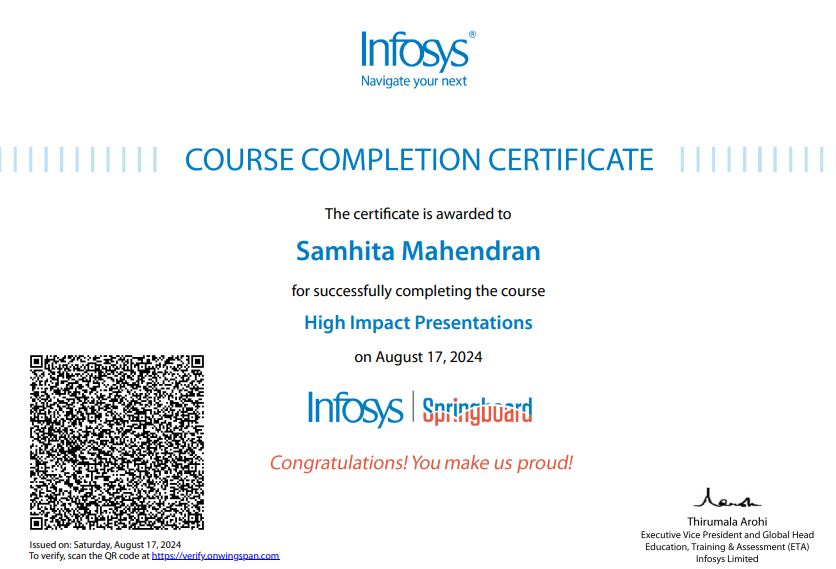 Infosys®
Navigate your next
COURSE COMPLETION CERTIFICATE
The certificate is awarded to
Samhita Mahendran
for successfully completing the course
High Impact Presentations
on August 17, 2024
Infosys | Springboard
Congratulations! You make us proud!
Issued on: Saturday, August 17, 2024
To verify, scan the QR code at https://verify.onwingspan.com
Thirumala Arohi
Executive Vice President and Global Head
Education, Training & Assessment (ETA)
Infosys Limited